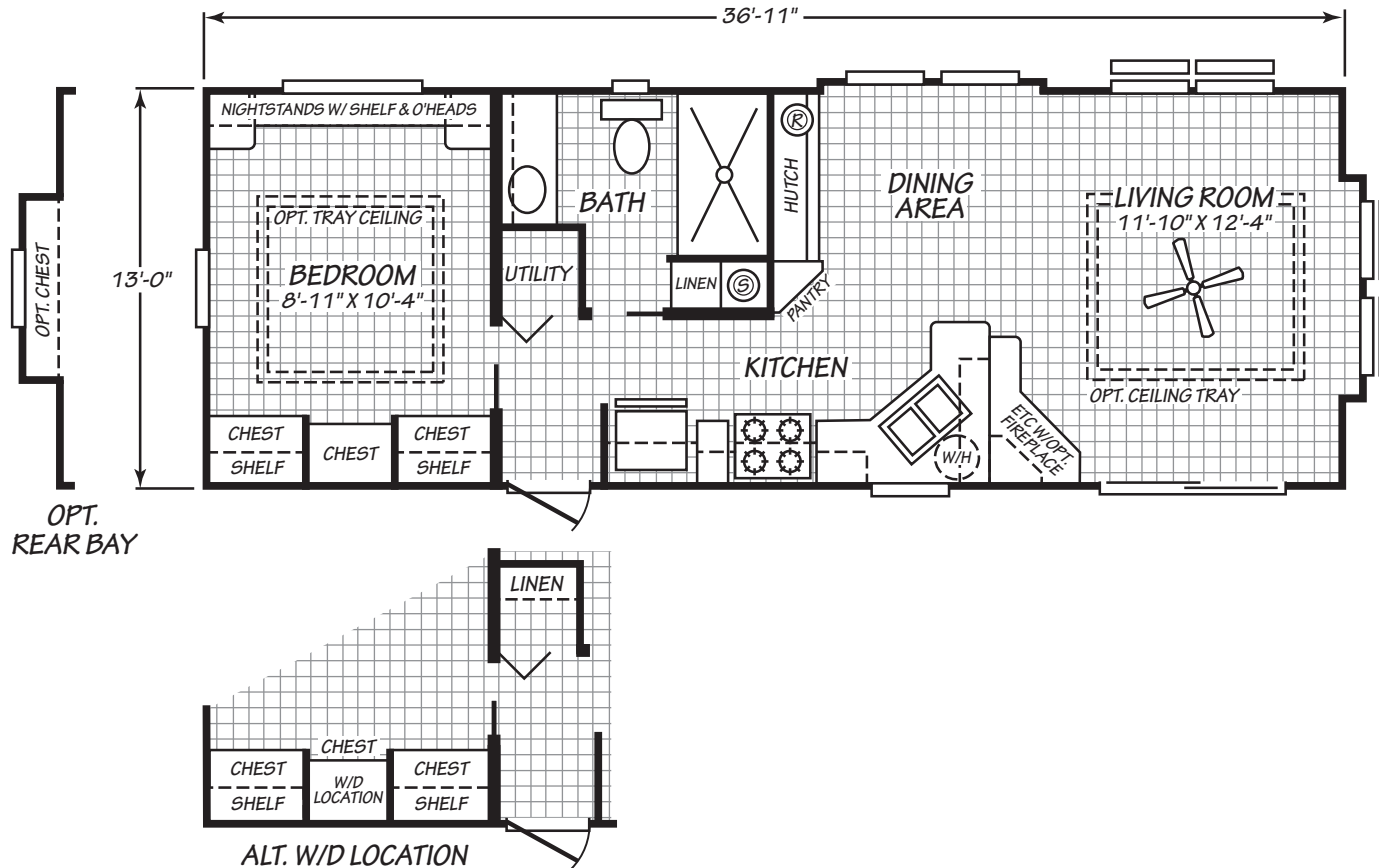 36'-11"
13'-0"
NIGHTSTANDS W/ SHELF & O'HEADS
OPT. TRAY CEILING
BEDROOM
8'-11" X 10'-4"
CHEST
SHELF
CHEST
CHEST
SHELF
OPT. CHEST
OPT.
REAR BAY
BATH
UTILITY
LINEN
S
R
HUTCH
PANTRY
KITCHEN
DINING
AREA
LIVING ROOM
11'-10" X 12'-4"
OPT. CEILING TRAY
W/H
ETC W/OPT.
FIREPLACE
LINEN
CHEST
CHEST
SHELF
W/D
LOCATION
CHEST
SHELF
ALT. W/D LOCATION